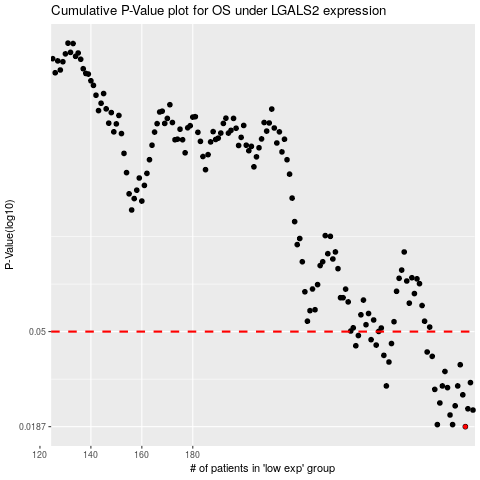 Cumulative P-Value plot for OS under LGALS2 expression
P-Value(log10)
0.05
0.0187
120 140 160 180
# of patients in 'low exp' group